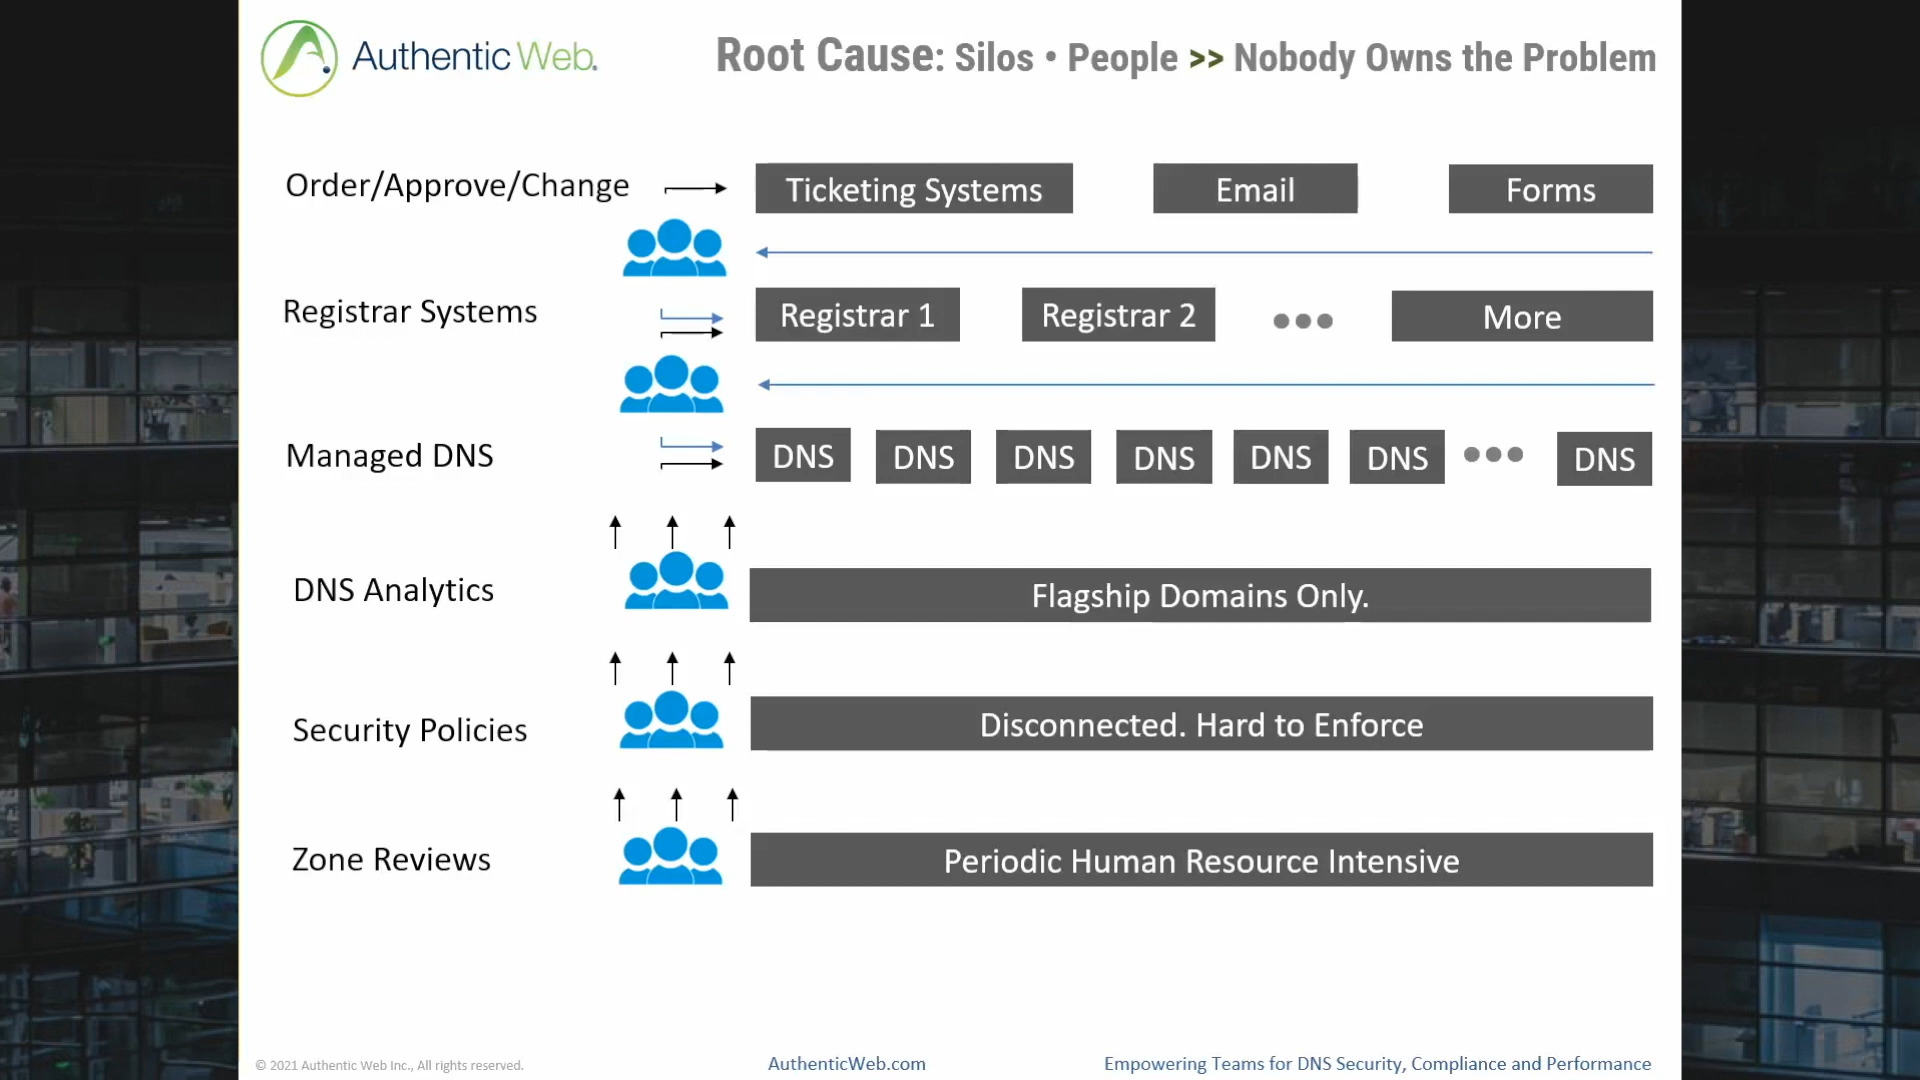 Authentic Web.
Root Cause: Silos • People >> Nobody Owns the Problem
Order/Approve/Change
Ticketing Systems
Email
Forms
Registrar Systems
Registrar 1
Registrar 2
More
Managed DNS
DNS
DNS
DNS
DNS
DNS
DNS
DNS
DNS Analytics
Flagship Domains Only.
Security Policies
Disconnected. Hard to Enforce
Zone Reviews
Periodic Human Resource Intensive
© 2021 Authentic Web Inc., All rights reserved.
AuthenticWeb.com
Empowering Teams for DNS Security, Compliance and Performance